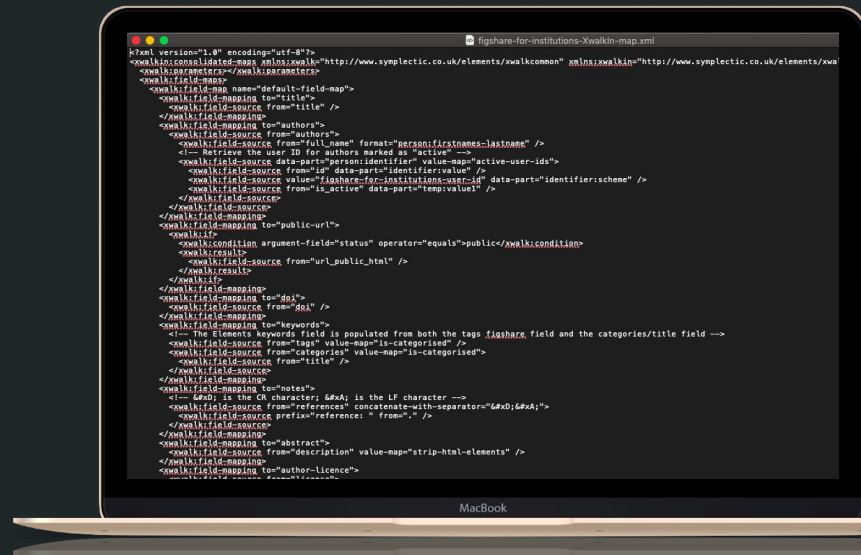 figshare-for-institutions-XwalkIn-map.xml
<?xml version="1.0" encoding="utf-8"?>
<xwalkin:consolidated-maps xmlns:xwalk="http://www.symplectic.co.uk/elements/xwalkcommon" xmlns:xwalkin="http://www.symplectic.co.uk/elements/xwa
<xwalk:parameters></xwalk:parameters>
<xwalk:field-maps>
<xwalk:field-map name="default-field-map">
<xwalk:field-mapping to="title">
<xwalk:field-source from="title" />
</xwalk:field-mapping>
<xwalk:field-mapping to="authors">
<xwalk:field-source from="authors">
<xwalk:field-source from="full_name" format="person:firstnames-lastname" />
<!-- Retrieve the user ID for authors marked as "active" -->
<xwalk:field-source data-part="person:identifier" value-map="active-user-ids">
<xwalk:field-source from="id" data-part="identifier:value" />
<xwalk:field-source value="figshare-for-institutions-user-id" data-part="identifier:scheme" />
<xwalk:field-source from="is_active" data-part="temp:value1" />
</xwalk:field-source>
</xwalk:field-source>
</xwalk:field-mapping>
<xwalk:field-mapping to="public-url">
<xwalk:if>
<xwalk:condition argument-field="status" operator="equals">public</xwalk:condition>
<xwalk:result>
<xwalk:field-source from="url_public_html" />
</xwalk:result>
</xwalk:if>
</xwalk:field-mapping>
<xwalk:field-mapping to="doi">
<xwalk:field-source from="doi" />
</xwalk:field-mapping>
<xwalk:field-mapping to="keywords">
<!-- The Elements keywords field is populated from both the tags figshare field and the categories/title field -->
<xwalk:field-source from="tags" value-map="is-categorised" />
<xwalk:field-source from="categories" value-map="is-categorised">
<xwalk:field-source from="title" />
</xwalk:field-source>
</xwalk:field-mapping>
<xwalk:field-mapping to="notes">
<!-- &#xD; is the CR character; &#xA; is the LF character -->
<xwalk:field-source from="references" concatenate-with-separator="&#xD;&#xA;">
<xwalk:field-source prefix="reference: " from="." />
</xwalk:field-source>
</xwalk:field-mapping>
<xwalk:field-mapping to="abstract">
<xwalk:field-source from="description" value-map="strip-html-elements" />
</xwalk:field-mapping>
<xwalk:field-mapping to="author-licence">
MacBook